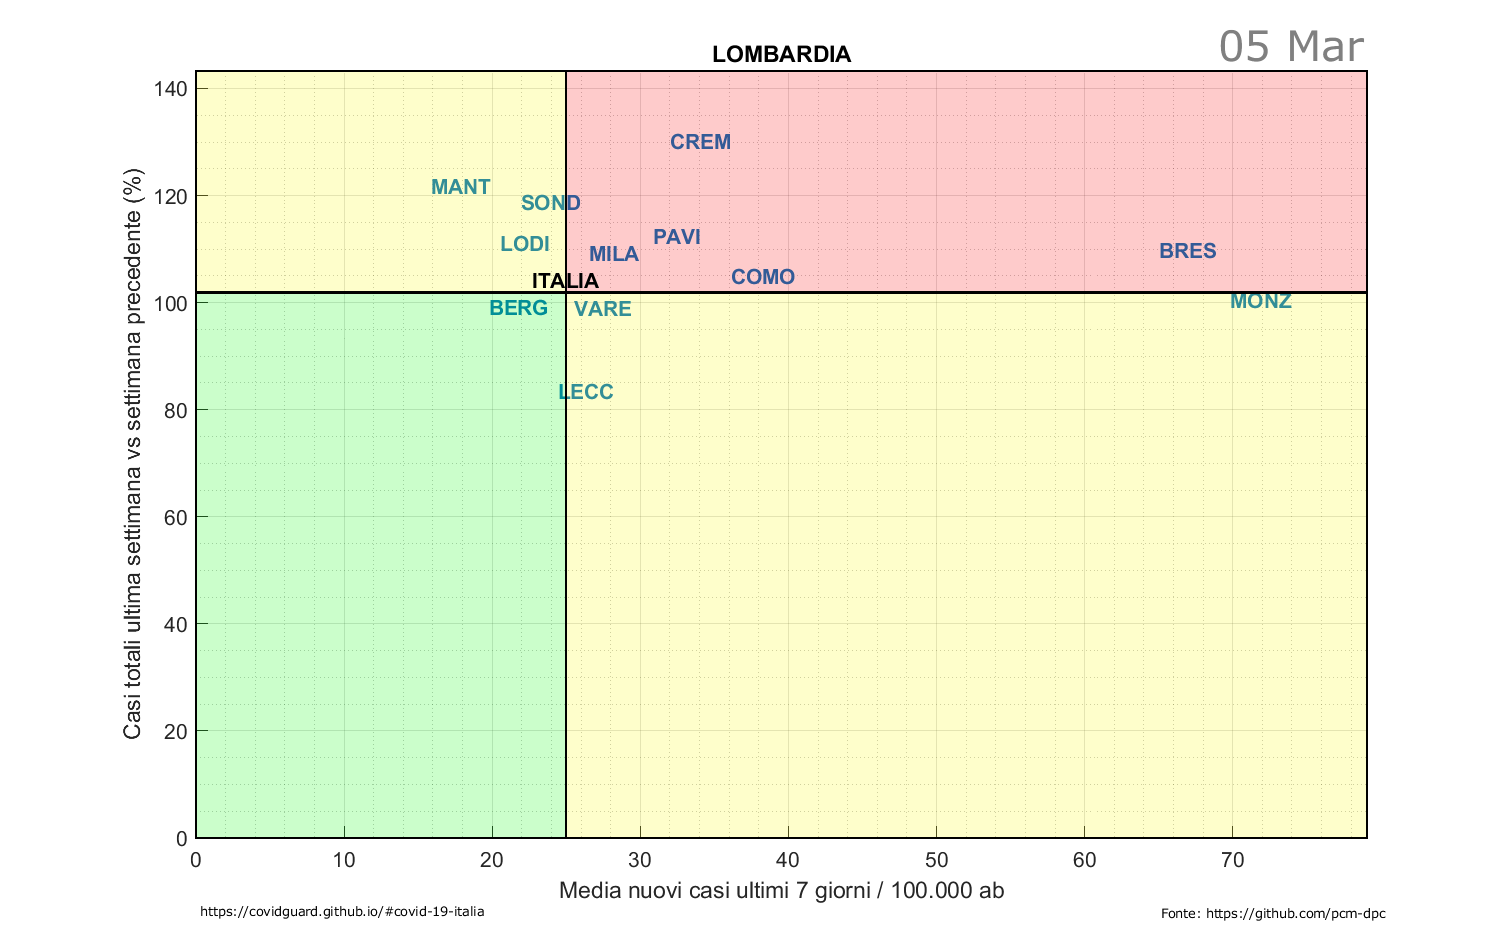 05 Mar
LOMBARDIA
140
120
100
80
60
40
20
0
Casi totali ultima settimana vs settimana precedente (%)
CREM
MANT
SOND
PAVI
LODI
MILA
BRES
COMO
ITALIA
MONZ
BERG
VARE
LECC
0 10 20 30 40 50 60 70
Media nuovi casi ultimi 7 giorni / 100.000 ab
https://covidguard.github.io/#covid-19-italia
Fonte: https://github.com/pcm-dpc